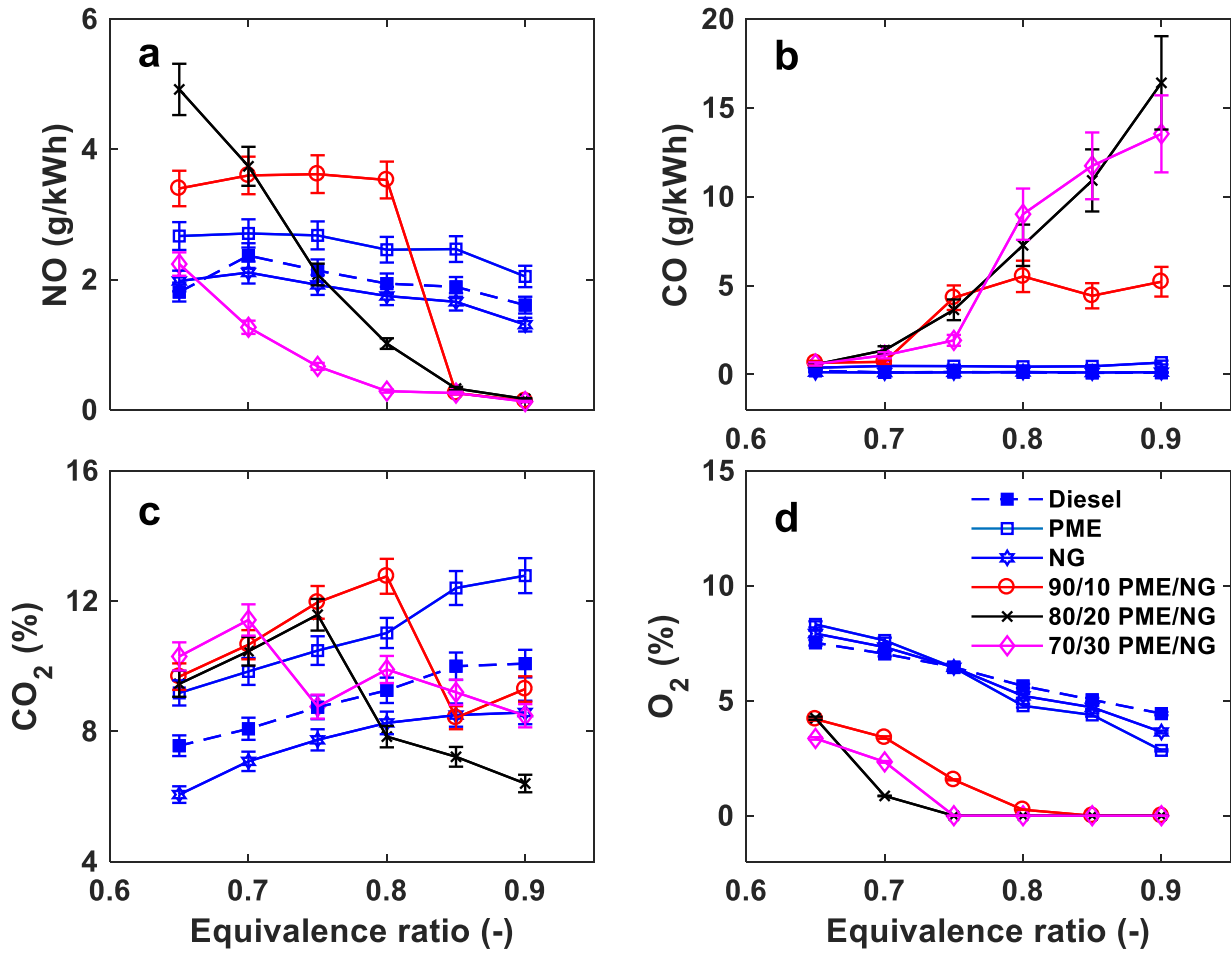 6
4
2
0
NO (g/kWh)
a
20
15
10
5
0
CO (g/kWh)
b
0.6
0.7
0.8
0.9
16
12
8
4
CO2 (%)
c
0.6
0.7
0.8
0.9
Equivalence ratio (-)
15
10
5
0
O2 (%)
d
Diesel
PME
NG
90/10 PME/NG
80/20 PME/NG
70/30 PME/NG
0.6
0.7
0.8
0.9
Equivalence ratio (-)